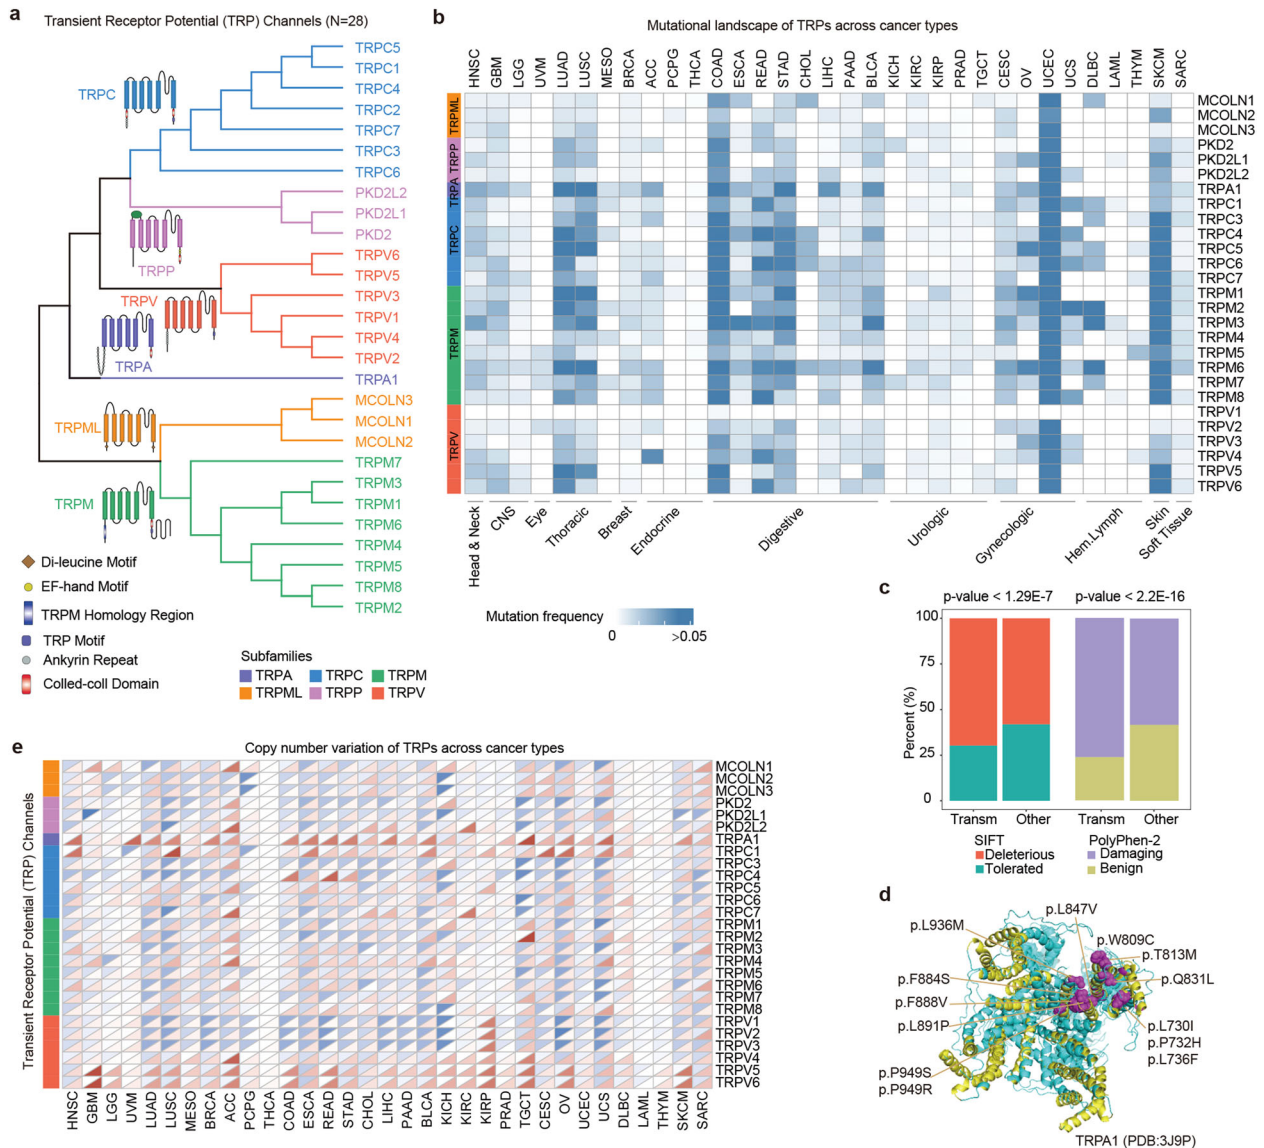 a
Transient Receptor Potential (TRP) Channels (N=28)
TRPC5
TRPC1
TRPC4
TRPC2
TRPC7
TRPC3
TRPC6
PKD2L2
PKD2L1
PKD2
TRPV6
TRPV5
TRPV3
TRPV1
TRPV4
TRPV2
TRPA1
MCOLN3
MCOLN1
MCOLN2
TRPM7
TRPM3
TRPM1
TRPM6
TRPM4
TRPM5
TRPM8
TRPM2
TRPC
TRPP
TRPV
TRPA
TRPML
TRPM
Di-leucine Motif
EF-hand Motif
TRPM Homology Region
TRP Motif
Ankyrin Repeat
Colled-coll Domain
Subfamilies
TRPA TRPC TRPM
TRPML TRPP TRPV
b
Mutational landscape of TRPs across cancer types
HNSC GBM LGG UVM LUAD LUSC MESO BRCA ACC PCPG THCA COAD ESCA READ STAD CHOL LIHC PAAD BLCA KICH KIRC KIRP PRAD TGCT CESC OV UCEC UCS DLBC LAML THYM SKCM SARC
TRPML
TRPP
TRPA
TRPC
TRPM
TRPV
MCOLN1
MCOLN2
MCOLN3
PKD2
PKD2L1
PKD2L2
TRPA1
TRPC1
TRPC3
TRPC4
TRPC5
TRPC6
TRPC7
TRPM1
TRPM2
TRPM3
TRPM4
TRPM5
TRPM6
TRPM7
TRPM8
TRPV1
TRPV2
TRPV3
TRPV4
TRPV5
TRPV6
Head & Neck CNS Eye Thoracic Breast Endocrine Digestive Urologic Gynecologic Hem.Lymph Skin Soft Tissue
Mutation frequency
0 >0.05
c
p-value < 1.29E-7 p-value < 2.2E-16
Percent (%)
100
75
50
25
0
Transm Other Transm Other
SIFT
Deleterious
Tolerated
PolyPhen-2
Damaging
Benign
d
p.L847V
p.L936M
p.W809C
p.T813M
p.F884S
p.Q831L
p.F888V
p.L891P
p.L730I
p.P732H
p.L736F
p.P949S
p.P949R
TRPA1 (PDB:3J9P)
e
Copy number variation of TRPs across cancer types
Transient Receptor Potential (TRP) Channels
MCOLN1
MCOLN2
MCOLN3
PKD2
PKD2L1
PKD2L2
TRPA1
TRPC1
TRPC3
TRPC4
TRPC5
TRPC6
TRPC7
TRPM1
TRPM2
TRPM3
TRPM4
TRPM5
TRPM6
TRPM7
TRPM8
TRPV1
TRPV2
TRPV3
TRPV4
TRPV5
TRPV6
HNSC GBM LGG UVM LUAD LUSC MESO BRCA ACC PCPG THCA COAD ESCA READ STAD CHOL LIHC PAAD BLCA KICH KIRC KIRP PRAD TGCT CESC OV UCEC UCS DLBC LAML THYM SKCM SARC